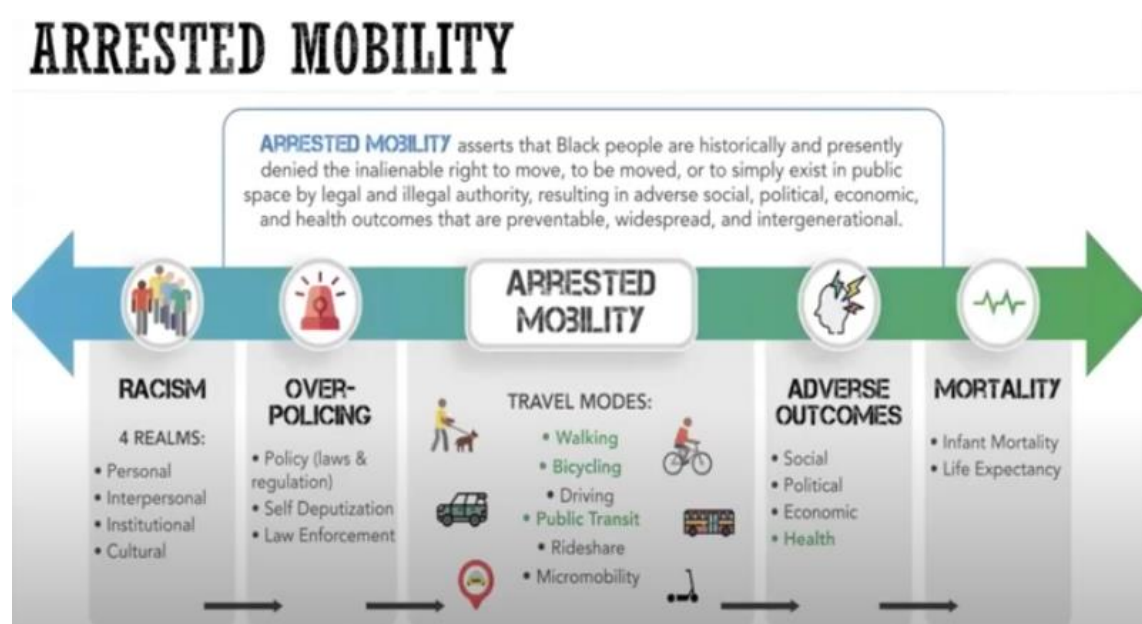 ARRESTED MOBILITY
ARRESTED MOBILITY asserts that Black people are historically and presently
denied the inalienable right to move, to be moved, or to simply exist in public
space by legal and illegal authority, resulting in adverse social, political, economic,
and health outcomes that are preventable, widespread, and intergenerational.
ARRESTED
MOBILITY
RACISM
4 REALMS:
• Personal
• Interpersonal
• Institutional
• Cultural
OVER-
POLICING
• Policy (laws &
regulation)
• Self Deputization
• Law Enforcement
TRAVEL MODES:
• Walking
• Bicycling
• Driving
• Public Transit
• Rideshare
• Micromobility
ADVERSE
OUTCOMES
• Social
• Political
• Economic
• Health
MORTALITY
• Infant Mortality
• Life Expectancy